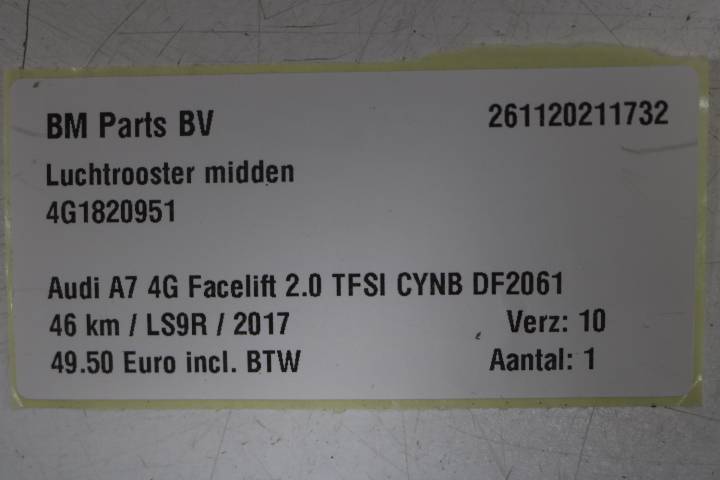 BM Parts BV 261120211732
Luchtrooster midden
4G1820951
Audi A7 4G Facelift 2.0 TFSI CYNB DF2061
46 km / LS9R / 2017 Verz: 10
49.50 Euro incl. BTW Aantal: 1